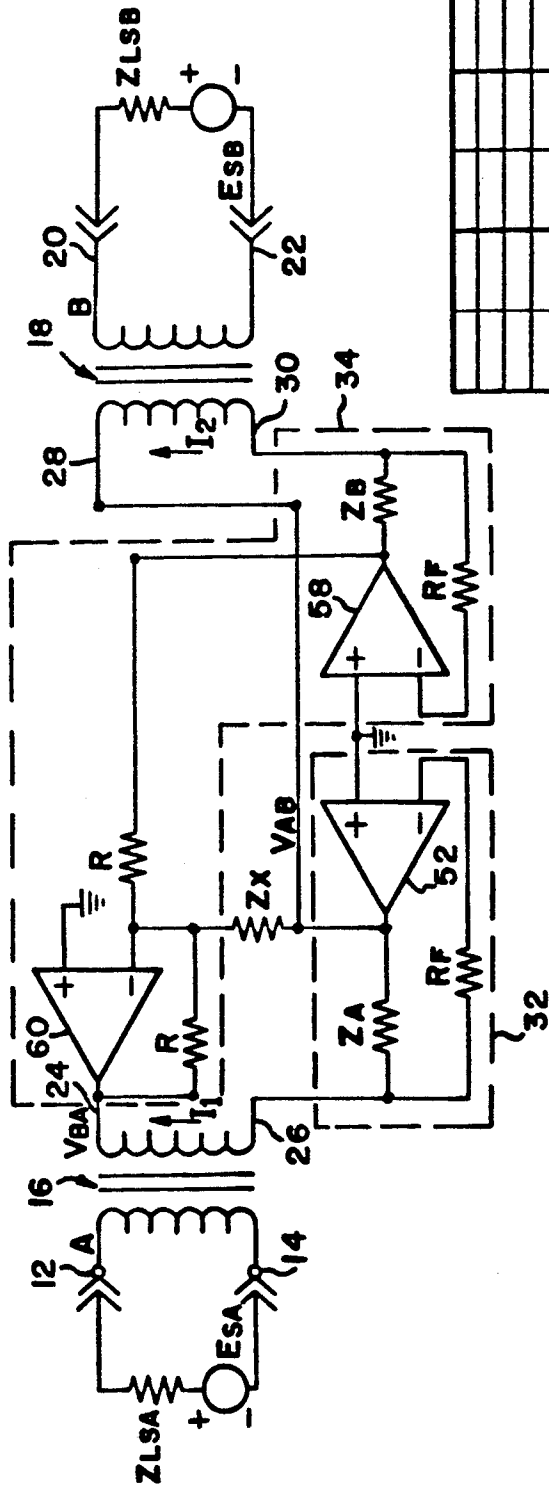 ZLSA
+
-
ESA
12
14
A
16
VBA
24
26
I1
60
+
-
R
R
ZX
VAB
ZA
52
+
-
RF
32
58
+
-
ZB
RF
34
28
30
I2
18
B
20
22
ESB
ZLSB
+
-